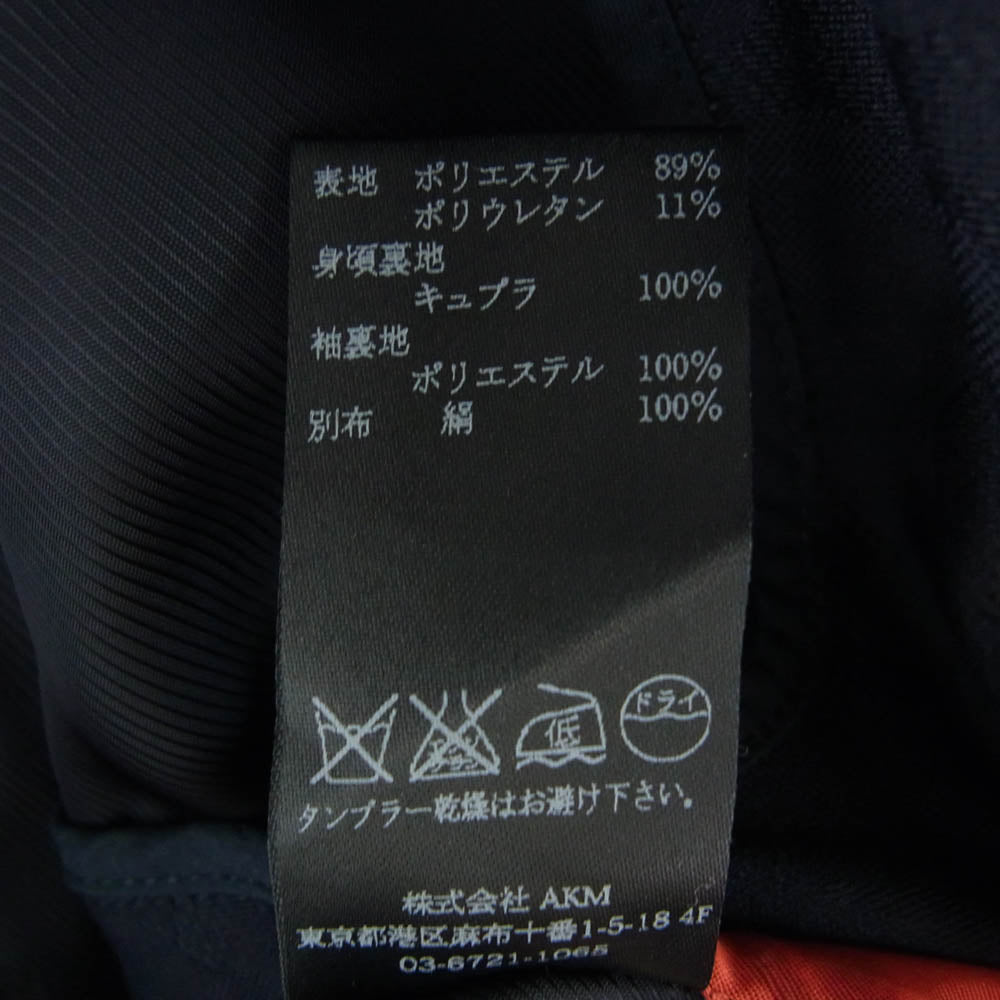 表地 ポリエステル 89%
ポリウレタン 11%
身頃裏地
キュプラ 100%
袖裏地
ポリエステル 100%
別布 絹 100%
低 ドライ
タンブラー乾燥はお避け下さい。
株式会社 AKM
東京都港区麻布十番1-5-18 4F
03-6721-1065